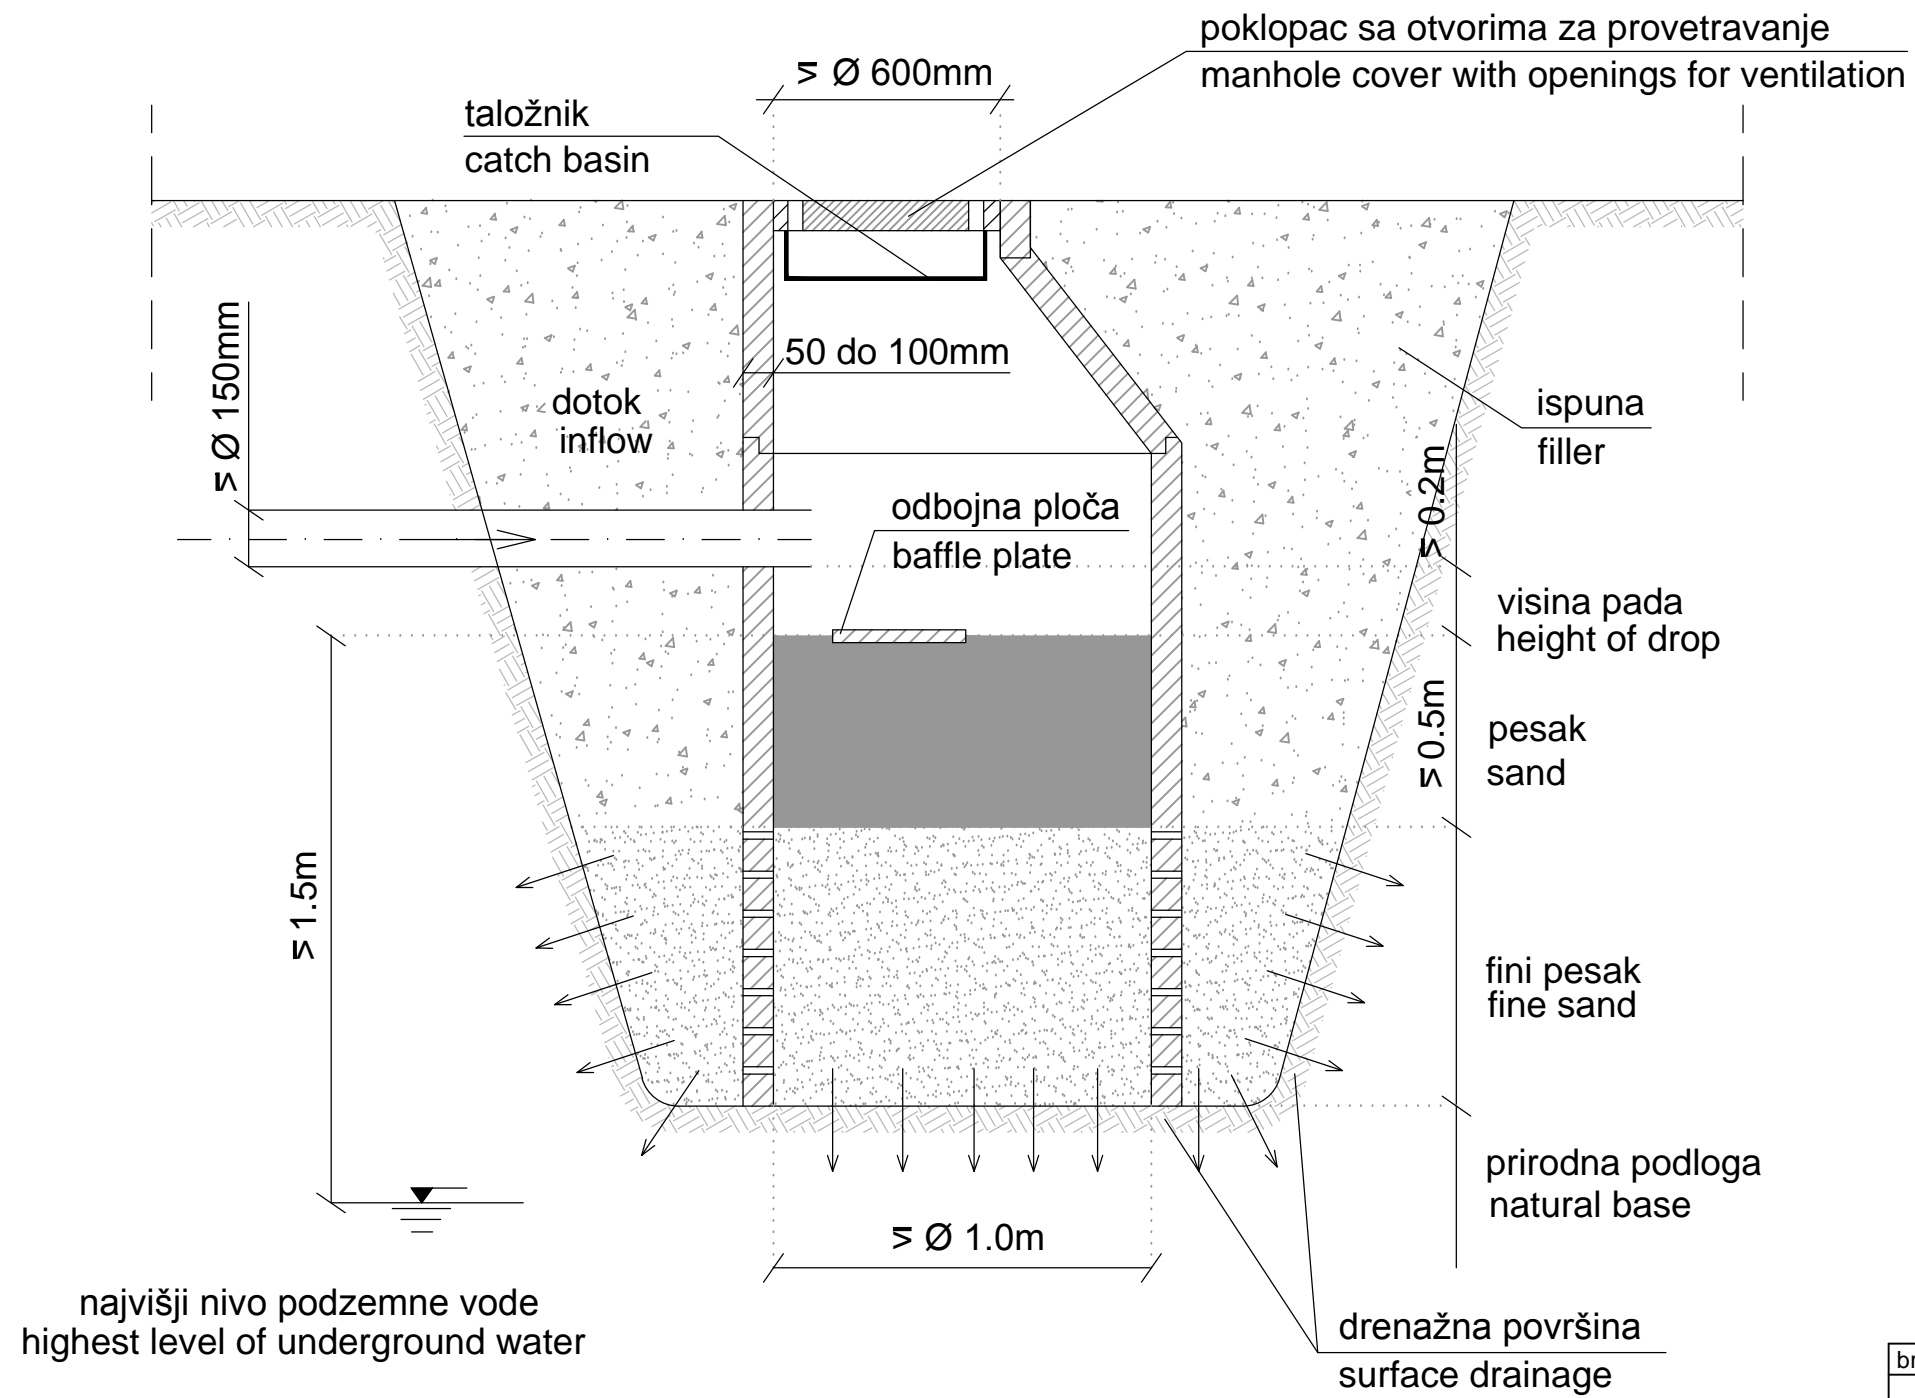 poklopac sa otvorima za provetravanje
manhole cover with openings for ventilation
≥ Ø 600mm
taložnik
catch basin
≥ Ø 150mm
50 do 100mm
dotok
inflow
ispuna
filler
≥ 0.2m
odbojna ploča
baffle plate
visina pada
height of drop
≥ 0.5m
pesak
sand
≥ 1.5m
fini pesak
fine sand
prirodna podloga
natural base
≥ Ø 1.0m
najvišji nivo podzemne vode
highest level of underground water
drenažna površina
surface drainage
br